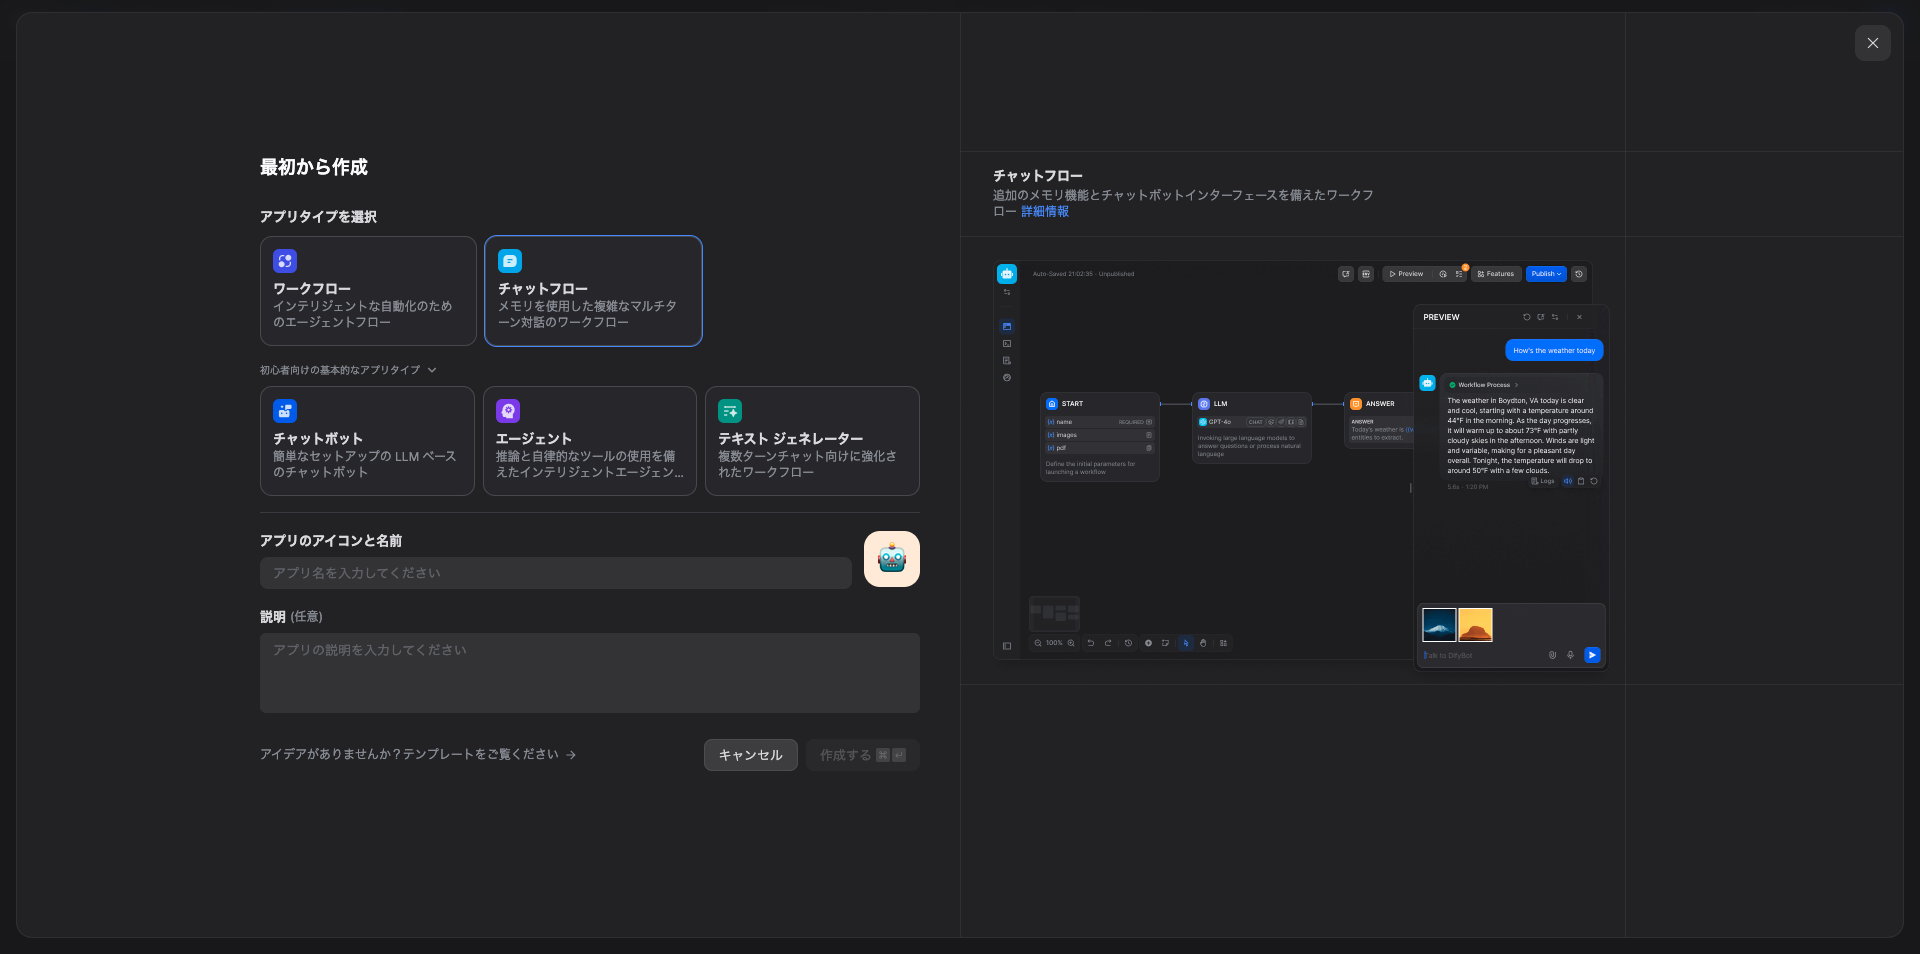 最初から作成
アプリタイプを選択
ワークフロー
インテリジェントな自動化のため
のエージェントフロー
チャットフロー
メモリを使用した複雑なマルチタ
ーン対話のワークフロー
初心者向けの基本的なアプリタイプ
チャットボット
簡単なセットアップの LLM ベース
のチャットボット
エージェント
推論と自律的なツールの使用を備
えたインテリジェントエージェン...
テキスト ジェネレーター
複数ターンチャット向けに強化さ
れたワークフロー
アプリのアイコンと名前
アプリ名を入力してください
説明 (任意)
アプリの説明を入力してください
アイデアがありませんか？テンプレートをご覧ください →
キャンセル
作成する ⌘ ↵
チャットフロー
追加のメモリ機能とチャットボットインターフェースを備えたワークフ
ロー 詳細情報
Auto-Saved 21:02:35 · Unpublished
Preview
2
Features
Publish
PREVIEW
How's the weather today
Workflow Process
The weather in Boydton, VA today is clear
and cool, starting with a temperature around
44°F in the morning. As the day progresses,
it will warm up to about 73°F with partly
cloudy skies in the afternoon. Winds are light
and variable, making for a pleasant day
overall. Tonight, the temperature will drop to
around 50°F with a few clouds.
Logs
5.6s · 1:20 PM
START
{x} name REQUIRED
{x} images
{x} pdf
Define the initial parameters for
launching a workflow
LLM
GPT-4o CHAT
Invoking large language models to
answer questions or process natural
language
ANSWER
ANSWER
Today's weather is
entities to extract.
100%
Talk to DifyBot